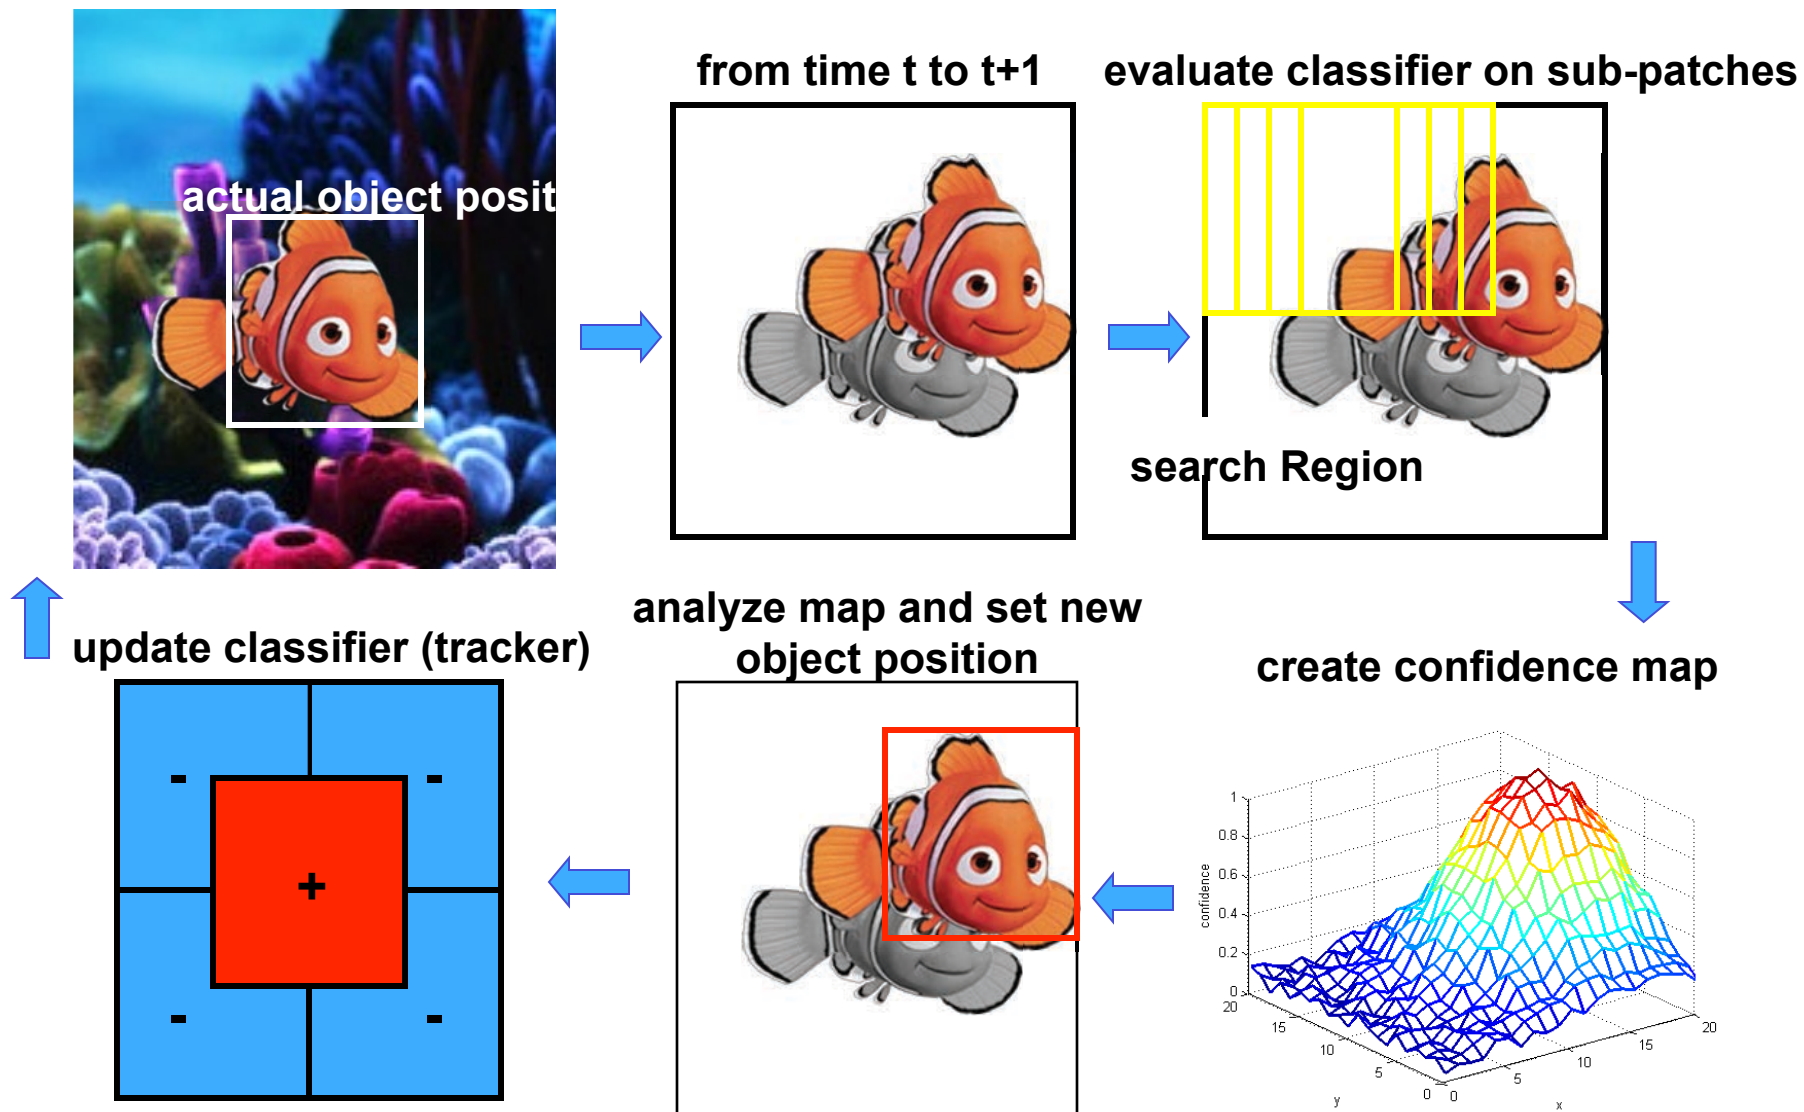 from time t to t+1
evaluate classifier on sub-patches
actual object posit
search Region
analyze map and set new
object position
update classifier (tracker)
create confidence map
-
-
+
-
-
confidence
1
0.8
0.6
0.4
0.2
0
20
15
10
5
0
y
0
5
10
15
20
x